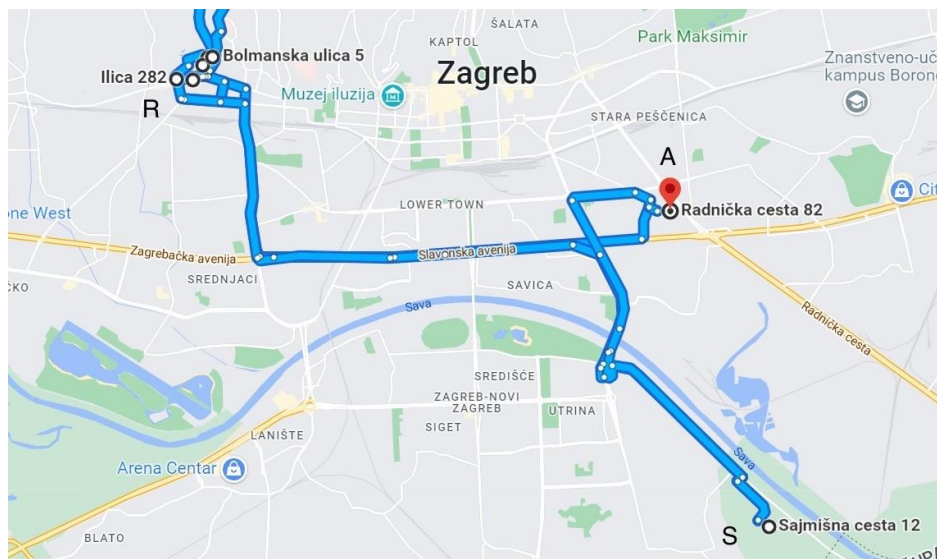 ŠALATA
Park Maksimir
KAPTOL
Bolmanska ulica 5
Ilica 282
Zagreb
Znanstveno-uč
kampus Borong
R
Muzej iluzija
STARA PEŠČENICA
A
one West
LOWER TOWN
Radnička cesta 82
Cit
Zagrebačka avenija
Slavonska avenija
SREDNJACI
ČKO
SAVICA
Sava
Radnička cesta
SREDIŠĆE
ZAGREB-NOVI
ZAGREB
UTRINA
SIGET
LANIŠTE
Arena Centar
Sava
S
Sajmišna cesta 12
BLATO